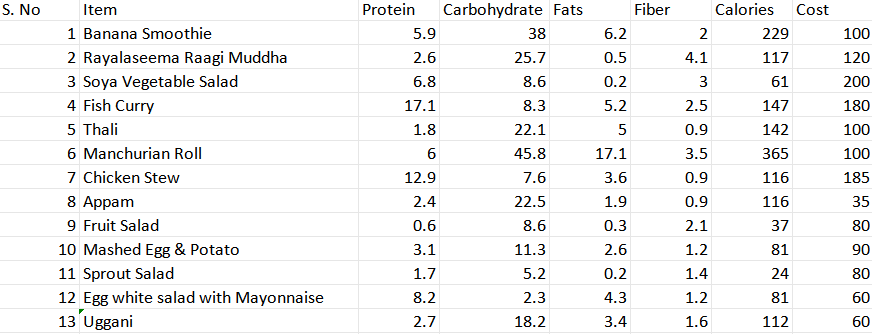 S. No Item Protein Carbohydrate Fats Fiber Calories Cost
1 Banana Smoothie 5.9 38 6.2 2 229 100
2 Rayalaseema Raagi Muddha 2.6 25.7 0.5 4.1 117 120
3 Soya Vegetable Salad 6.8 8.6 0.2 3 61 200
4 Fish Curry 17.1 8.3 5.2 2.5 147 180
5 Thali 1.8 22.1 5 0.9 142 100
6 Manchurian Roll 6 45.8 17.1 3.5 365 100
7 Chicken Stew 12.9 7.6 3.6 0.9 116 185
8 Appam 2.4 22.5 1.9 0.9 116 35
9 Fruit Salad 0.6 8.6 0.3 2.1 37 80
10 Mashed Egg & Potato 3.1 11.3 2.6 1.2 81 90
11 Sprout Salad 1.7 5.2 0.2 1.4 24 80
12 Egg white salad with Mayonnaise 8.2 2.3 4.3 1.2 81 60
13 Uggani 2.7 18.2 3.4 1.6 112 60